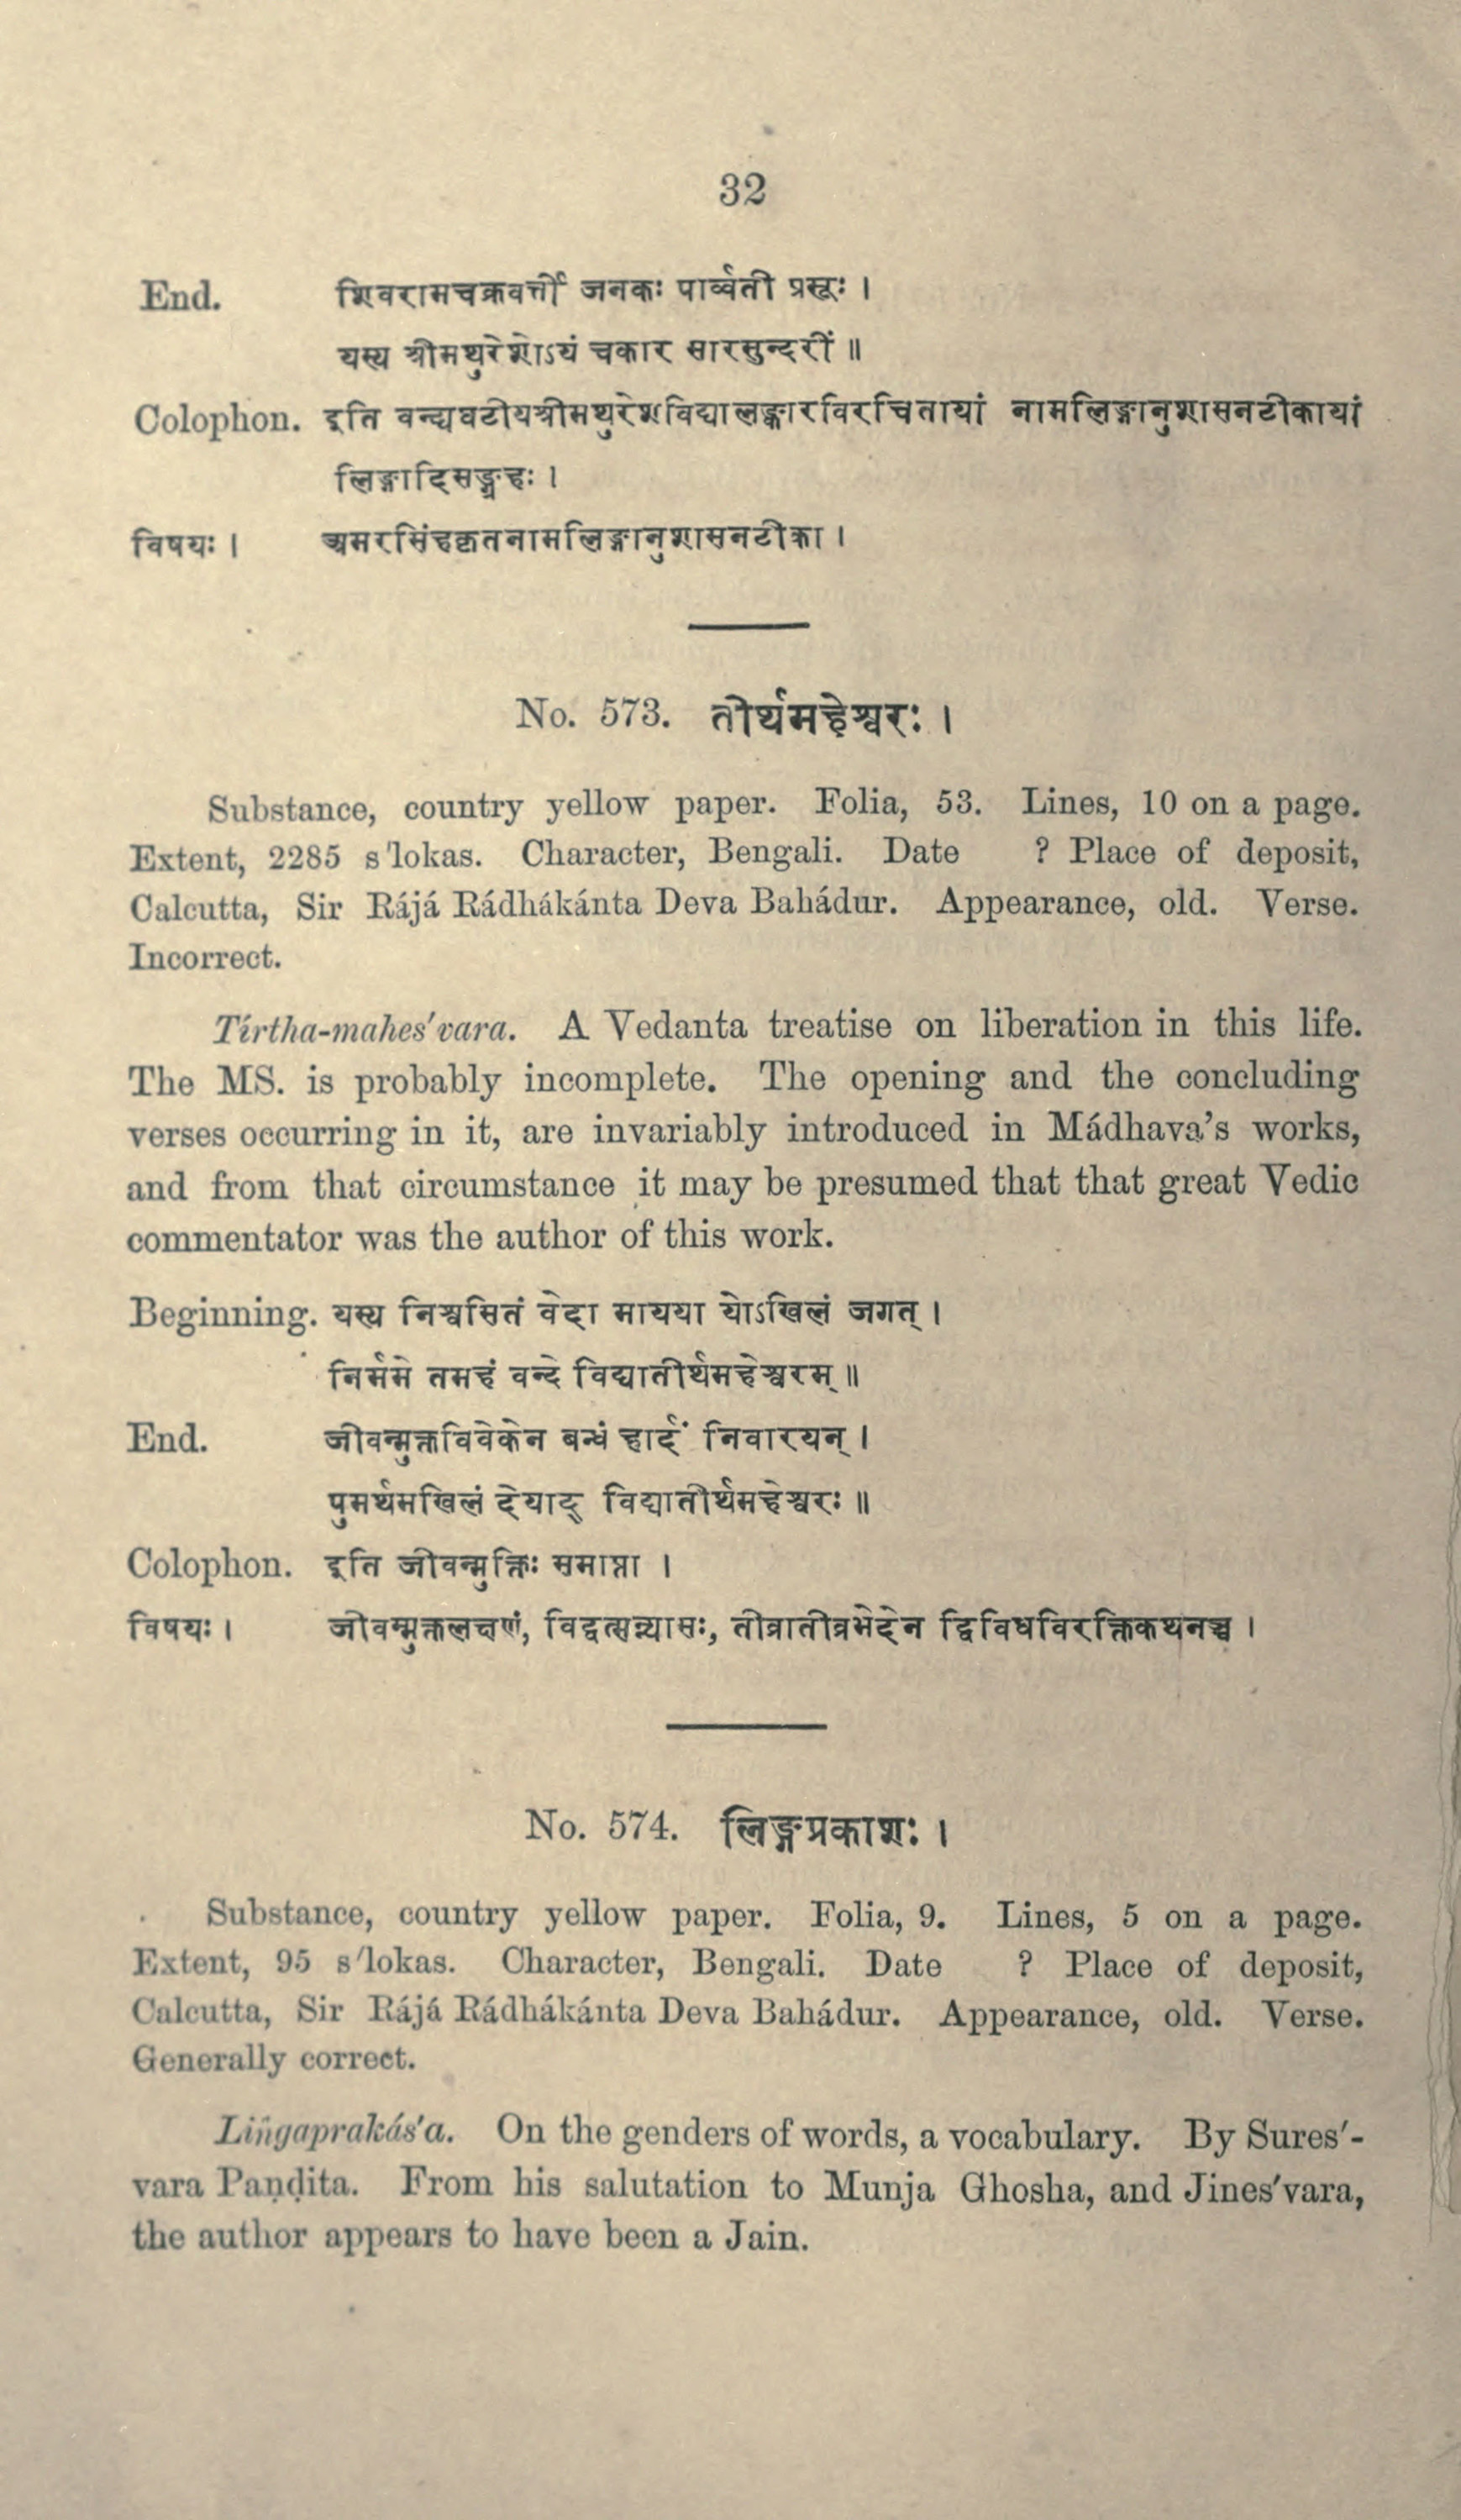 32
End. शिवरामचक्रवर्त्ती जनकः पार्व्वती प्रसूः ।
यस्य श्रीमथुरेशोऽयं चकार सारसुन्दरीं ॥
Colophon. इति वन्द्यघटीयश्रीमथुरेशविद्यालङ्कारविरचितायां नामलिङ्गानुशासनटीकायां
लिङ्गादिसङ्ग्रहः ।
विषयः । अमरसिंहकृतनामलिङ्गानुशासनटीका ।
No. 573. तीर्थमहेश्वरः ।
Substance, country yellow paper. Folia, 53. Lines, 10 on a page.
Extent, 2285 s'lokas. Character, Bengali. Date ? Place of deposit,
Calcutta, Sir Rájá Rádhákánta Deva Bahádur. Appearance, old. Verse.
Incorrect.
Tírtha-mahes'vara. A Vedanta treatise on liberation in this life.
The MS. is probably incomplete. The opening and the concluding
verses occurring in it, are invariably introduced in Mádhava's works,
and from that circumstance it may be presumed that that great Vedic
commentator was the author of this work.
Beginning. यस्य निश्वसितं वेदा मायया योऽखिलं जगत् ।
निर्ममे तमहं वन्दे विद्यातीर्थमहेश्वरम् ॥
End. जीवन्मुक्तविवेकेन बन्धं हार्दं निवारयन् ।
पुमर्थमखिलं देयाद् विद्यातीर्थमहेश्वरः ॥
Colophon. इति जीवन्मुक्तिः समाप्ता ।
विषयः । जीवम्मुक्तलक्षणं, विद्वत्सन्न्यासः, तीव्रातीव्रभेदेन द्विविधविरक्तिकथनञ्च ।
No. 574. लिङ्गप्रकाशः ।
Substance, country yellow paper. Folia, 9. Lines, 5 on a page.
Extent, 95 s'lokas. Character, Bengali. Date ? Place of deposit,
Calcutta, Sir Rájá Rádhákánta Deva Bahádur. Appearance, old. Verse.
Generally correct.
Liñgaprakás'a. On the genders of words, a vocabulary. By Sures'-
vara Paṇḍita. From his salutation to Munja Ghosha, and Jines'vara,
the author appears to have been a Jain.